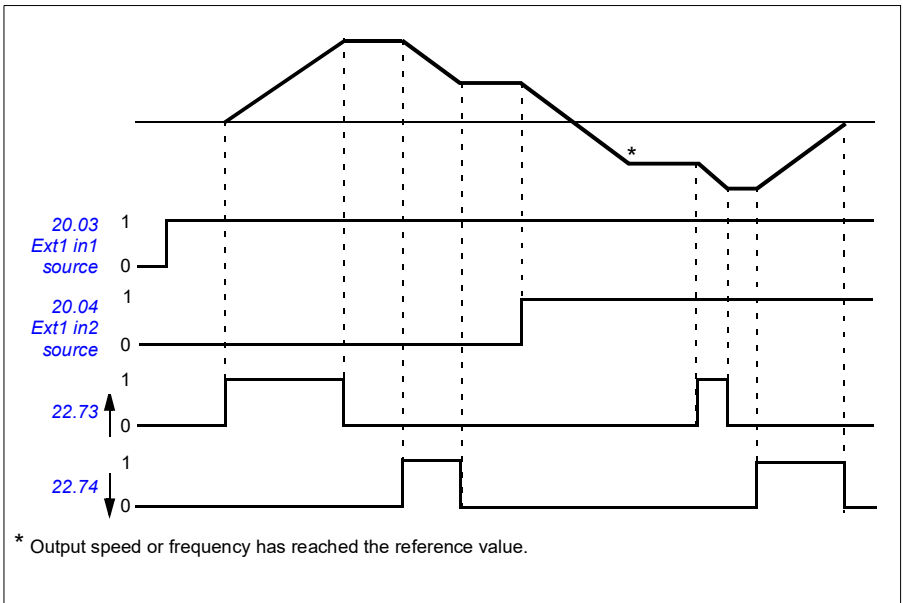 *
20.03
Ext1 in1
source
1
0
20.04
Ext1 in2
source
1
0
22.73
1
0
22.74
1
0
* Output speed or frequency has reached the reference value.